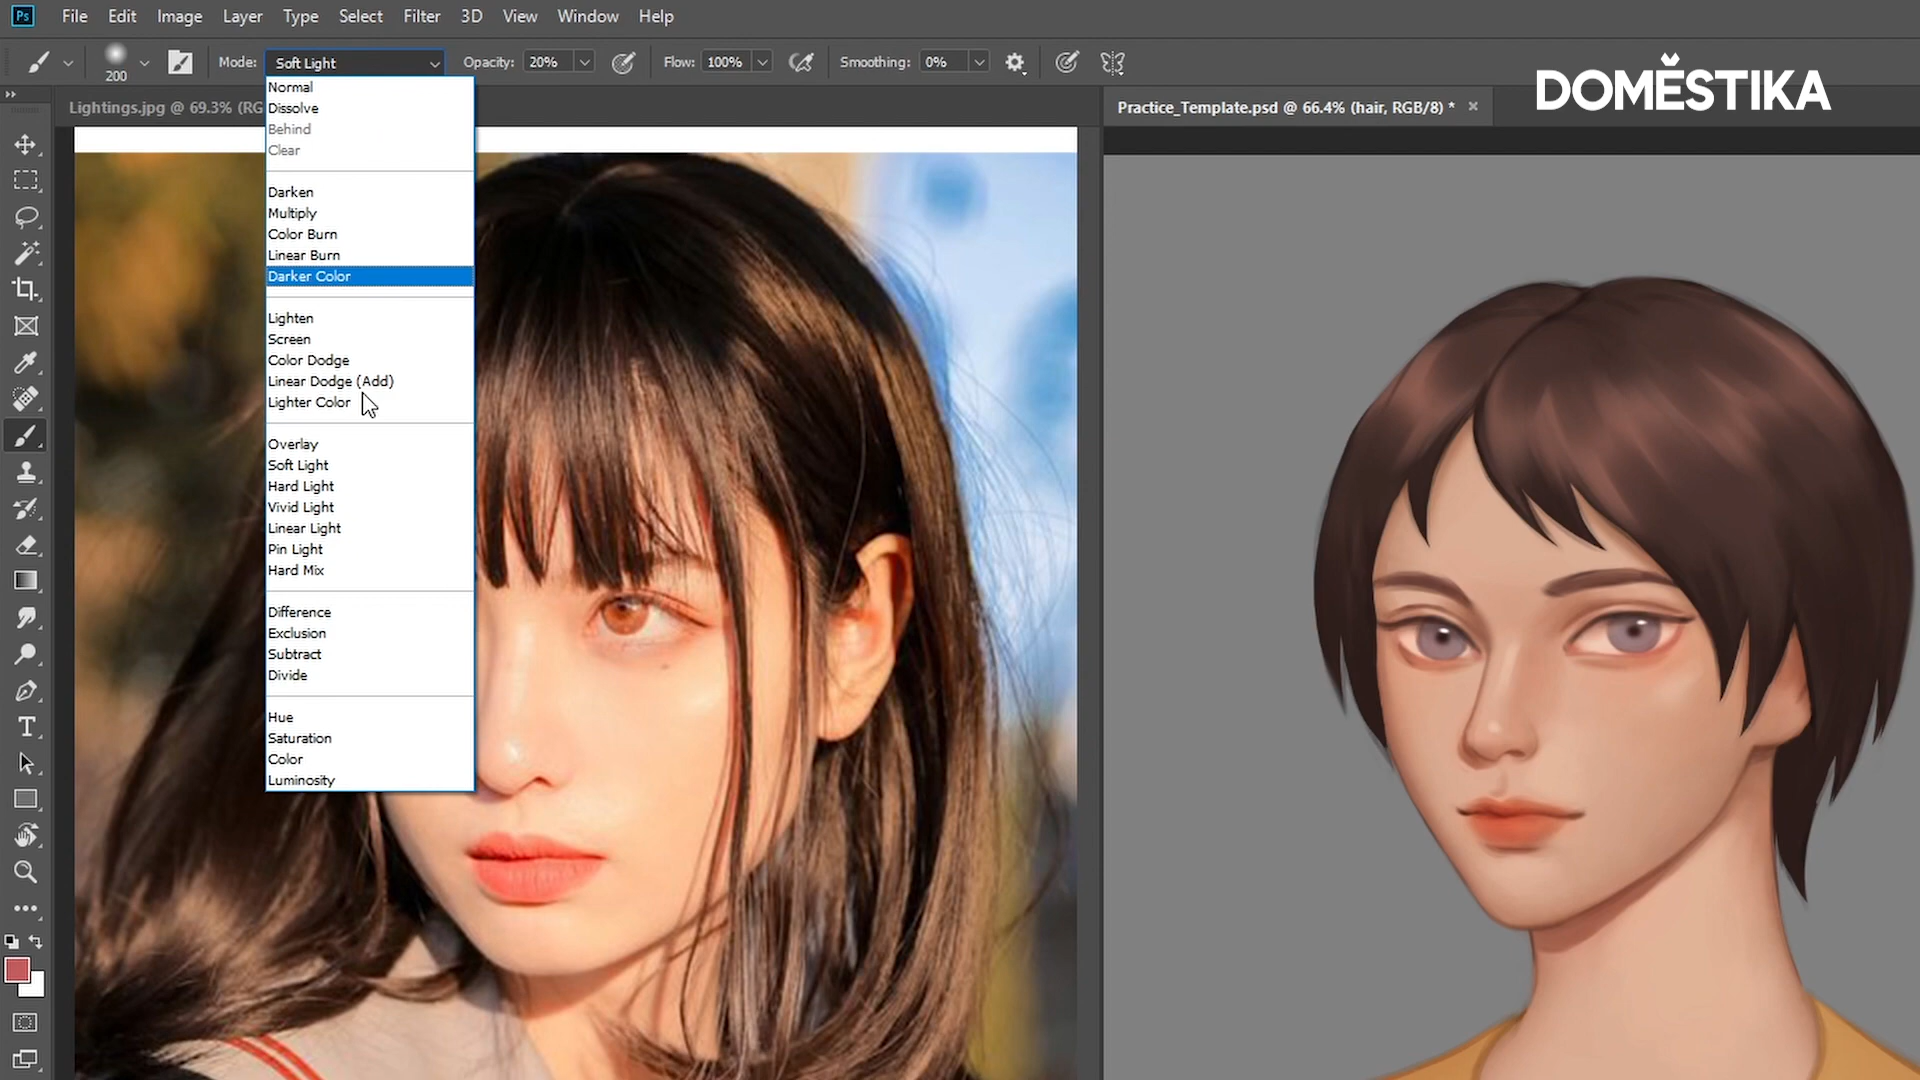 Ps File Edit Image Layer Type Select Filter 3D View Window Help
200 Mode: Soft Light Opacity: 20% Flow: 100% Smoothing: 0%
DOMĚSTIKA
Lightings.jpg @ 69.3% (RG
Practice_Template.psd @ 66.4% (hair, RGB/8) * ×
Normal
Dissolve
Behind
Clear
Darken
Multiply
Color Burn
Linear Burn
Darker Color
Lighten
Screen
Color Dodge
Linear Dodge (Add)
Lighter Color
Overlay
Soft Light
Hard Light
Vivid Light
Linear Light
Pin Light
Hard Mix
Difference
Exclusion
Subtract
Divide
Hue
Saturation
Color
Luminosity